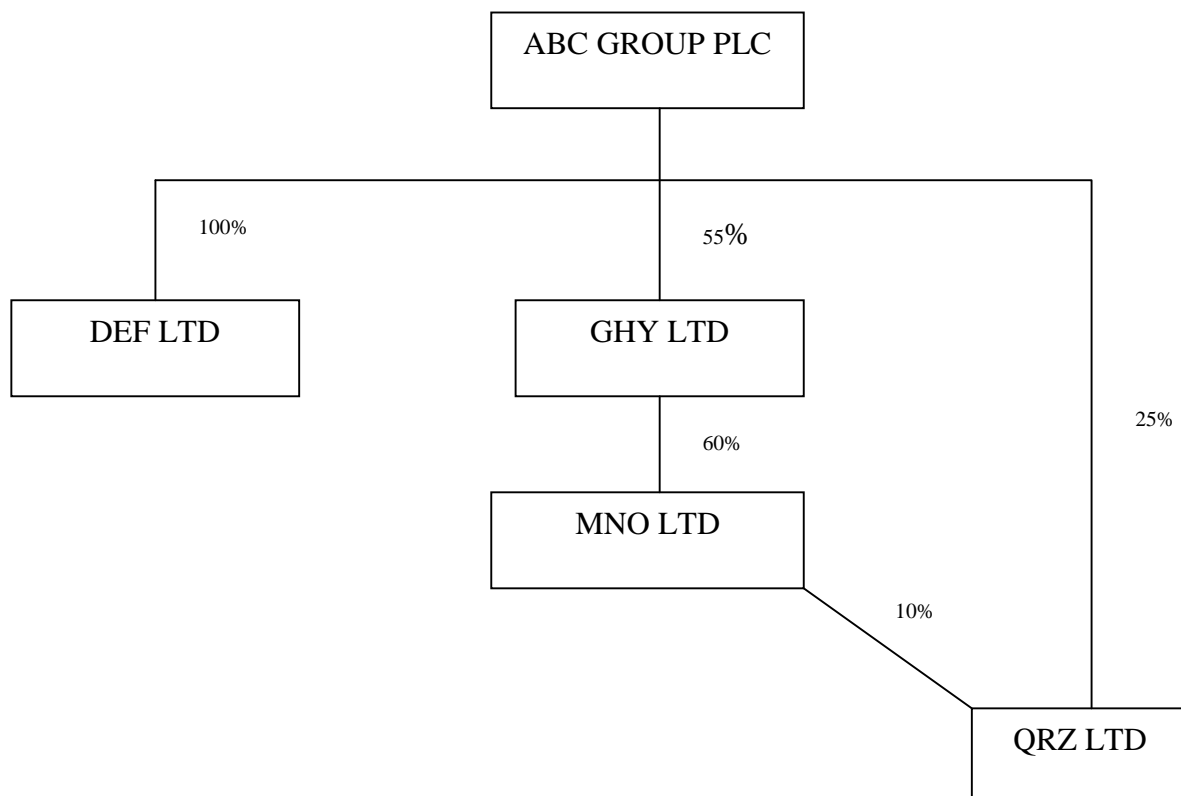 ABC GROUP PLC
100%
55%
DEF LTD
GHY LTD
25%
60%
MNO LTD
10%
QRZ LTD